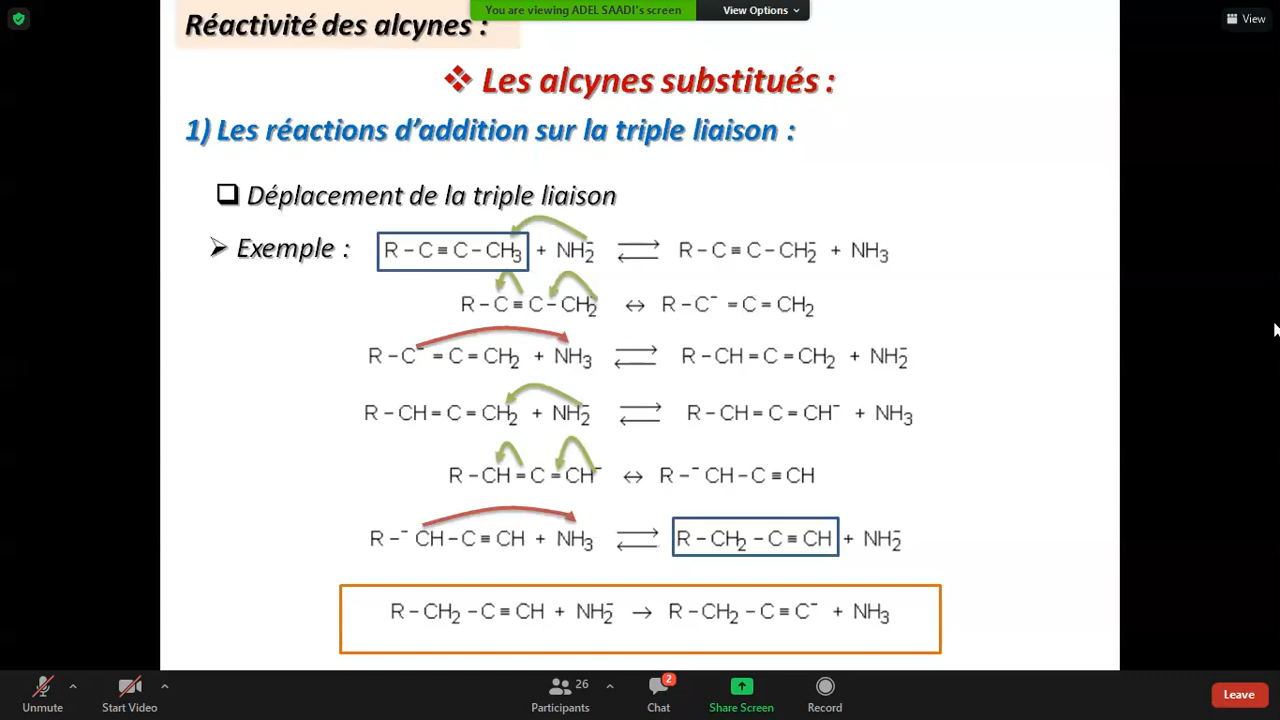 You are viewing ADEL SAADI's screen
View Options
View
Réactivité des alcynes :
❖ Les alcynes substitués :
1) Les réactions d'addition sur la triple liaison :
❑ Déplacement de la triple liaison
➢ Exemple : R – C ≡ C – CH₃ + NH₂⁻ ⇄ R – C ≡ C – CH₂⁻ + NH₃
R – C ≡ C – CH₂⁻ ↔ R – C⁻ = C = CH₂
R – C⁻ = C = CH₂ + NH₃ ⇄ R – CH = C = CH₂ + NH₂⁻
R – CH = C = CH₂ + NH₂⁻ ⇄ R – CH = C = CH⁻ + NH₃
R – CH = C = CH⁻ ↔ R – ⁻CH – C ≡ CH
R – ⁻CH – C ≡ CH + NH₃ ⇄ R – CH₂ – C ≡ CH + NH₂⁻
R – CH₂ – C ≡ CH + NH₂⁻ → R – CH₂ – C ≡ C⁻ + NH₃
Unmute
Start Video
26
Participants
2
Chat
Share Screen
Record
Leave